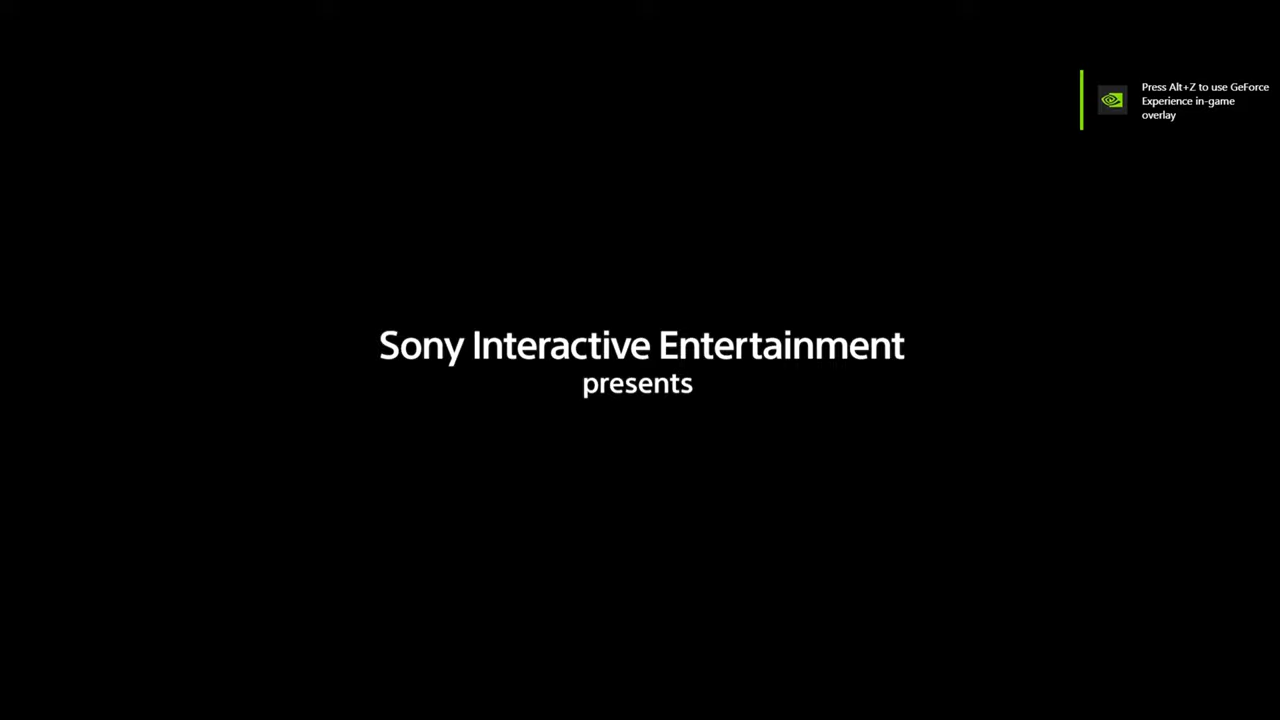 Press Alt+Z to use GeForce
Experience in-game
overlay
Sony Interactive Entertainment
presents